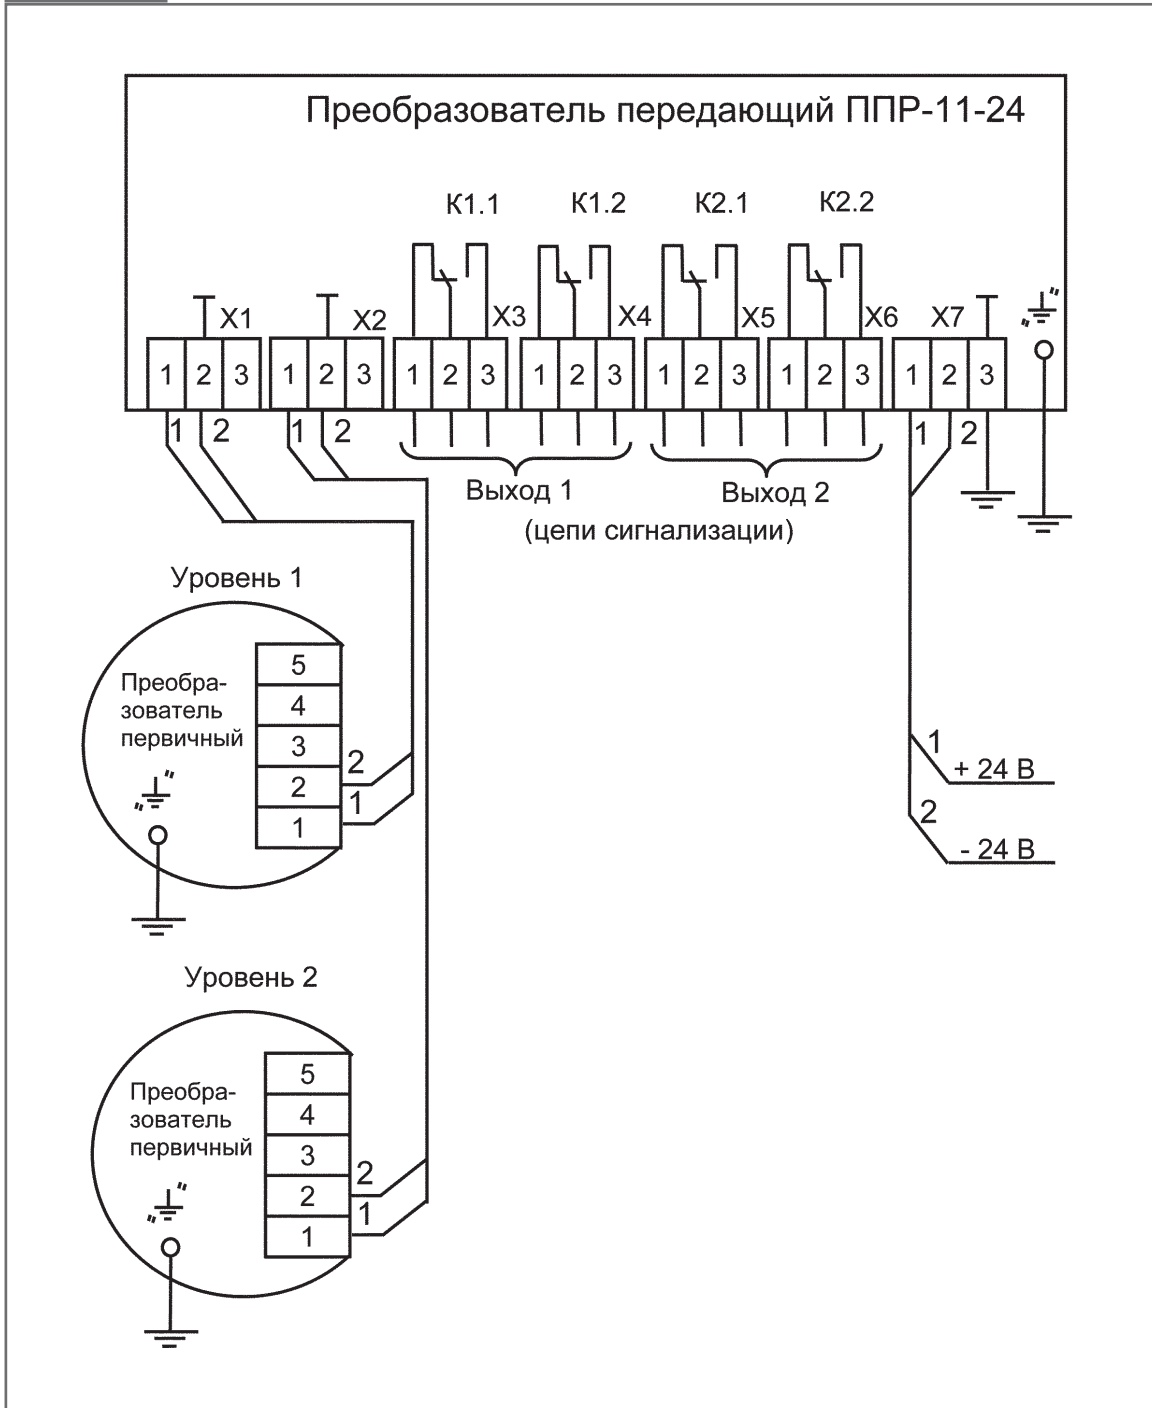 Преобразователь передающий ППР-11-24
К1.1 К1.2 К2.1 К2.2
X1 X2 X3 X4 X5 X6 X7
1 2 3 1 2 3 1 2 3 1 2 3 1 2 3 1 2 3 1 2 3
1 2 1 2 1 2
Выход 1 Выход 2
(цепи сигнализации)
Уровень 1
Преобра-
зователь
первичный
5
4
3
2
1
2
1
1
+ 24 В
2
- 24 В
Уровень 2
Преобра-
зователь
первичный
5
4
3
2
1
2
1